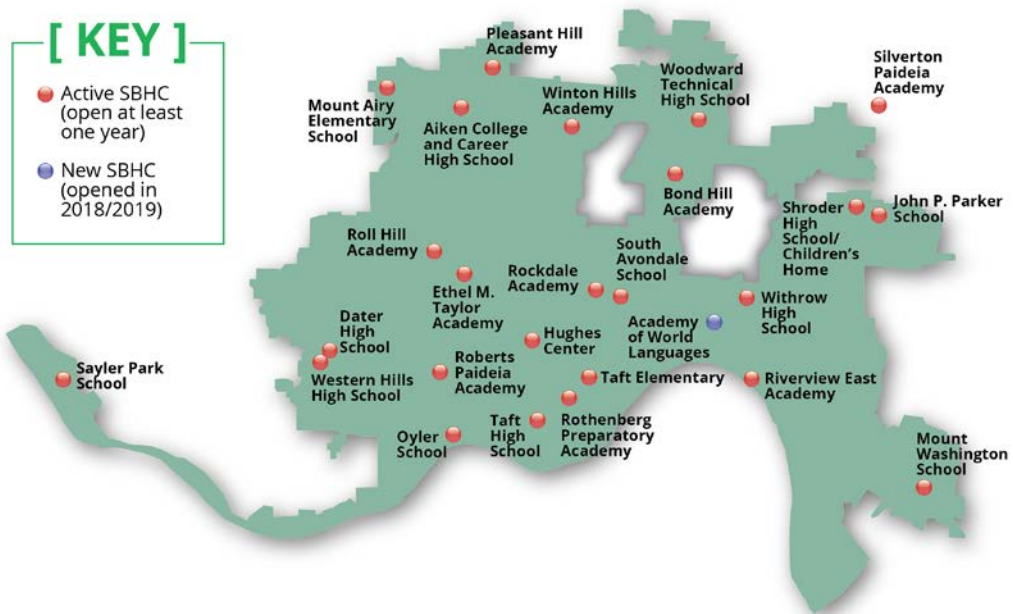 [ KEY ]
Active SBHC
(open at least
one year)
New SBHC
(opened in
2018/2019)
Pleasant Hill
Academy
Mount Airy
Elementary
School
Aiken College
and Career
High School
Winton Hills
Academy
Woodward
Technical
High School
Silverton
Paideia
Academy
Bond Hill
Academy
Shroder
High
School/
Children's
Home
John P. Parker
School
Roll Hill
Academy
Ethel M.
Taylor
Academy
Rockdale
Academy
South
Avondale
School
Academy
of World
Languages
Withrow
High
School
Dater
High
School
Western Hills
High School
Roberts
Paideia
Academy
Hughes
Center
Taft Elementary
Riverview East
Academy
Sayler Park
School
Oyler
School
Taft
High
School
Rothenberg
Preparatory
Academy
Mount
Washington
School